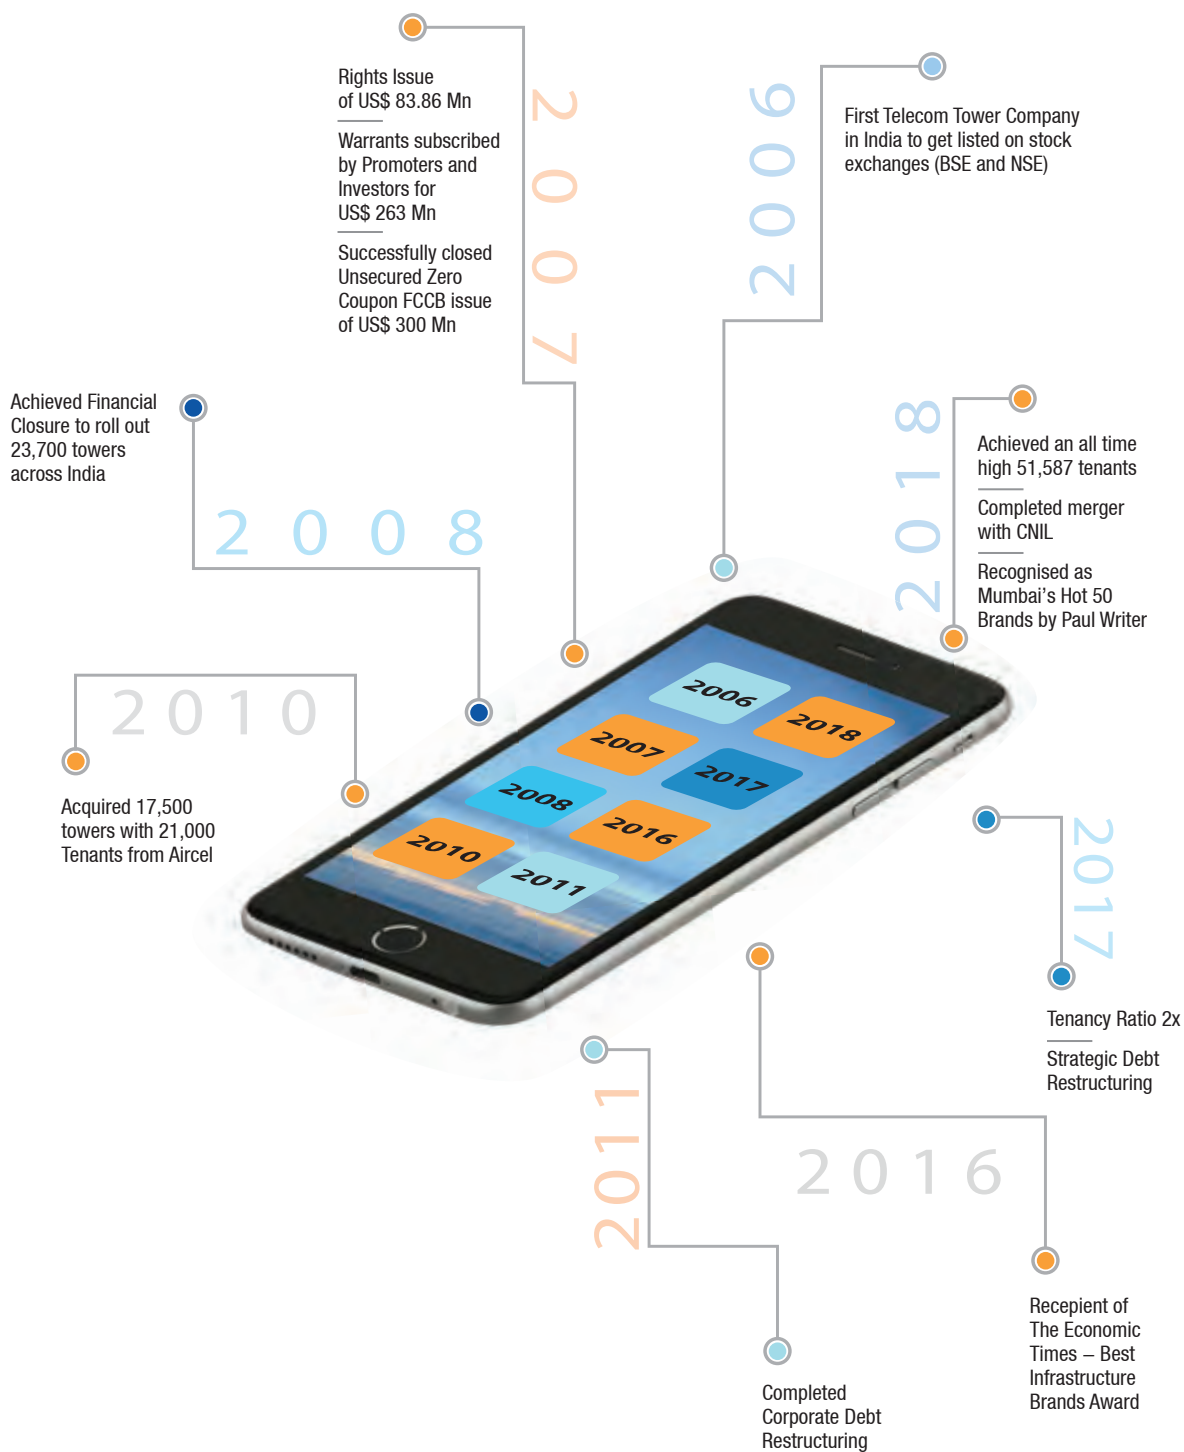 2006
First Telecom Tower Company
in India to get listed on stock
exchanges (BSE and NSE)
2007
Rights Issue
of US$ 83.86 Mn
Warrants subscribed
by Promoters and
Investors for
US$ 263 Mn
Successfully closed
Unsecured Zero
Coupon FCCB issue
of US$ 300 Mn
2008
Achieved Financial
Closure to roll out
23,700 towers
across India
2010
Acquired 17,500
towers with 21,000
Tenants from Aircel
2011
Completed
Corporate Debt
Restructuring
2016
Recepient of
The Economic
Times – Best
Infrastructure
Brands Award
2017
Tenancy Ratio 2x
Strategic Debt
Restructuring
2018
Achieved an all time
high 51,587 tenants
Completed merger
with CNIL
Recognised as
Mumbai's Hot 50
Brands by Paul Writer
2006
2018
2007
2017
2008
2016
2010
2011